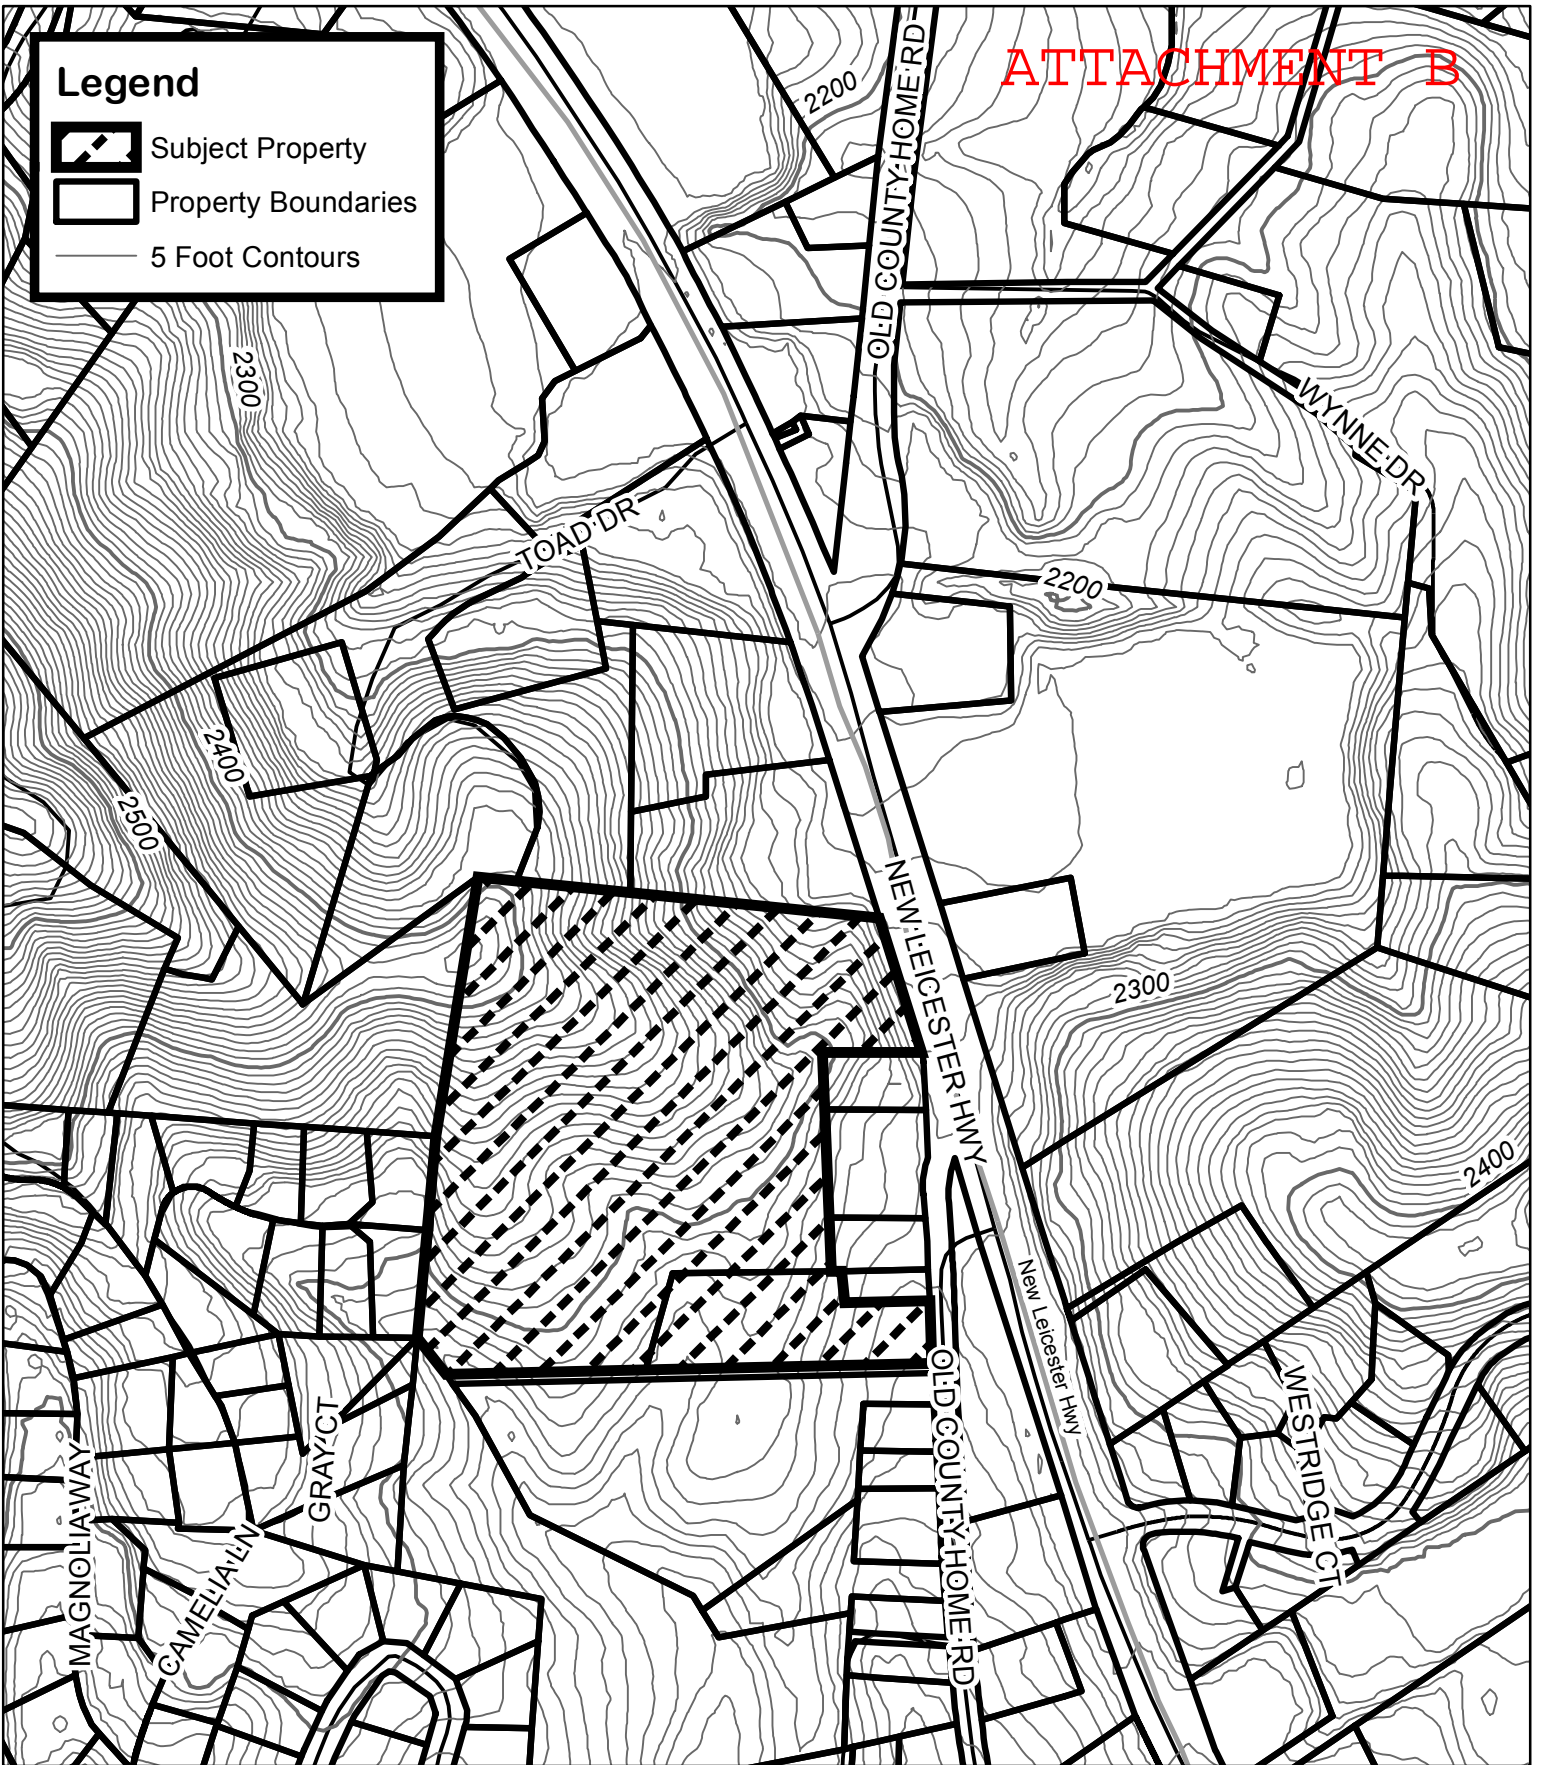 ATTACHMENT B
Legend
Subject Property
Property Boundaries
5 Foot Contours
2200
OLD COUNTY HOME RD
2300
WYNNE DR
TOAD DR
2200
2400
2500
NEW LEICESTER HWY
2300
2400
New Leicester Hwy
OLD COUNTY HOME RD
WESTRIDGE CT
GRAY CT
MAGNOLIA WAY
CAMELIA LN